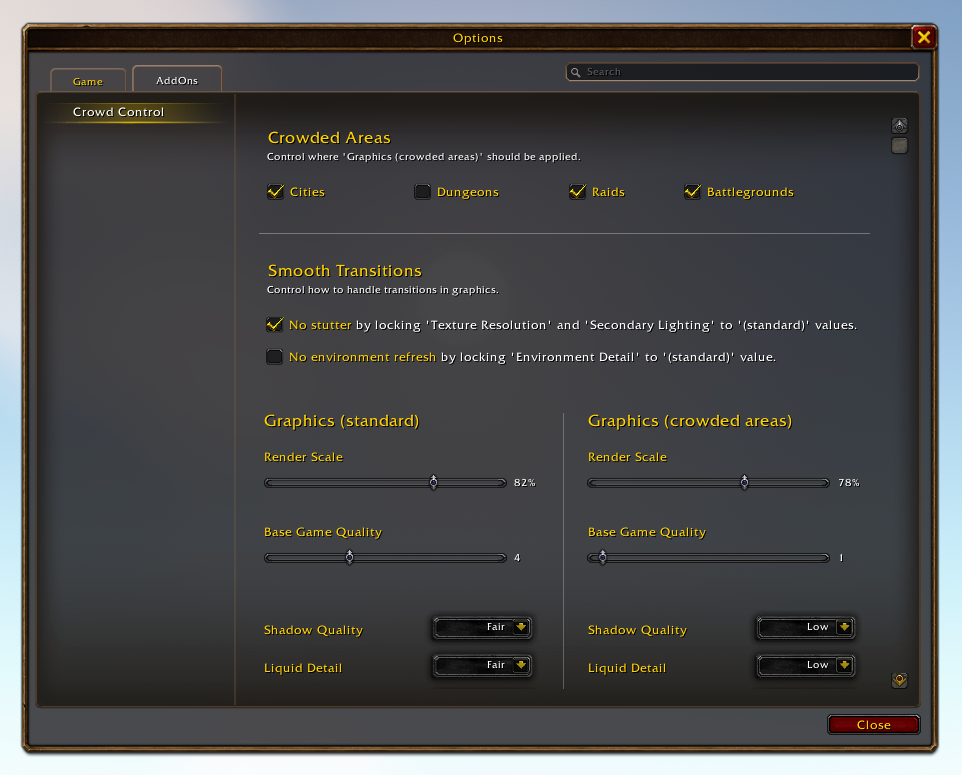 Options
Game
AddOns
Search
Crowd Control
Crowded Areas
Control where 'Graphics (crowded areas)' should be applied.
Cities
Dungeons
Raids
Battlegrounds
Smooth Transitions
Control how to handle transitions in graphics.
No stutter by locking 'Texture Resolution' and 'Secondary Lighting' to '(standard)' values.
No environment refresh by locking 'Environment Detail' to '(standard)' value.
Graphics (standard)
Render Scale
82%
Base Game Quality
4
Shadow Quality
Fair
Liquid Detail
Fair
Graphics (crowded areas)
Render Scale
78%
Base Game Quality
1
Shadow Quality
Low
Liquid Detail
Low
Close